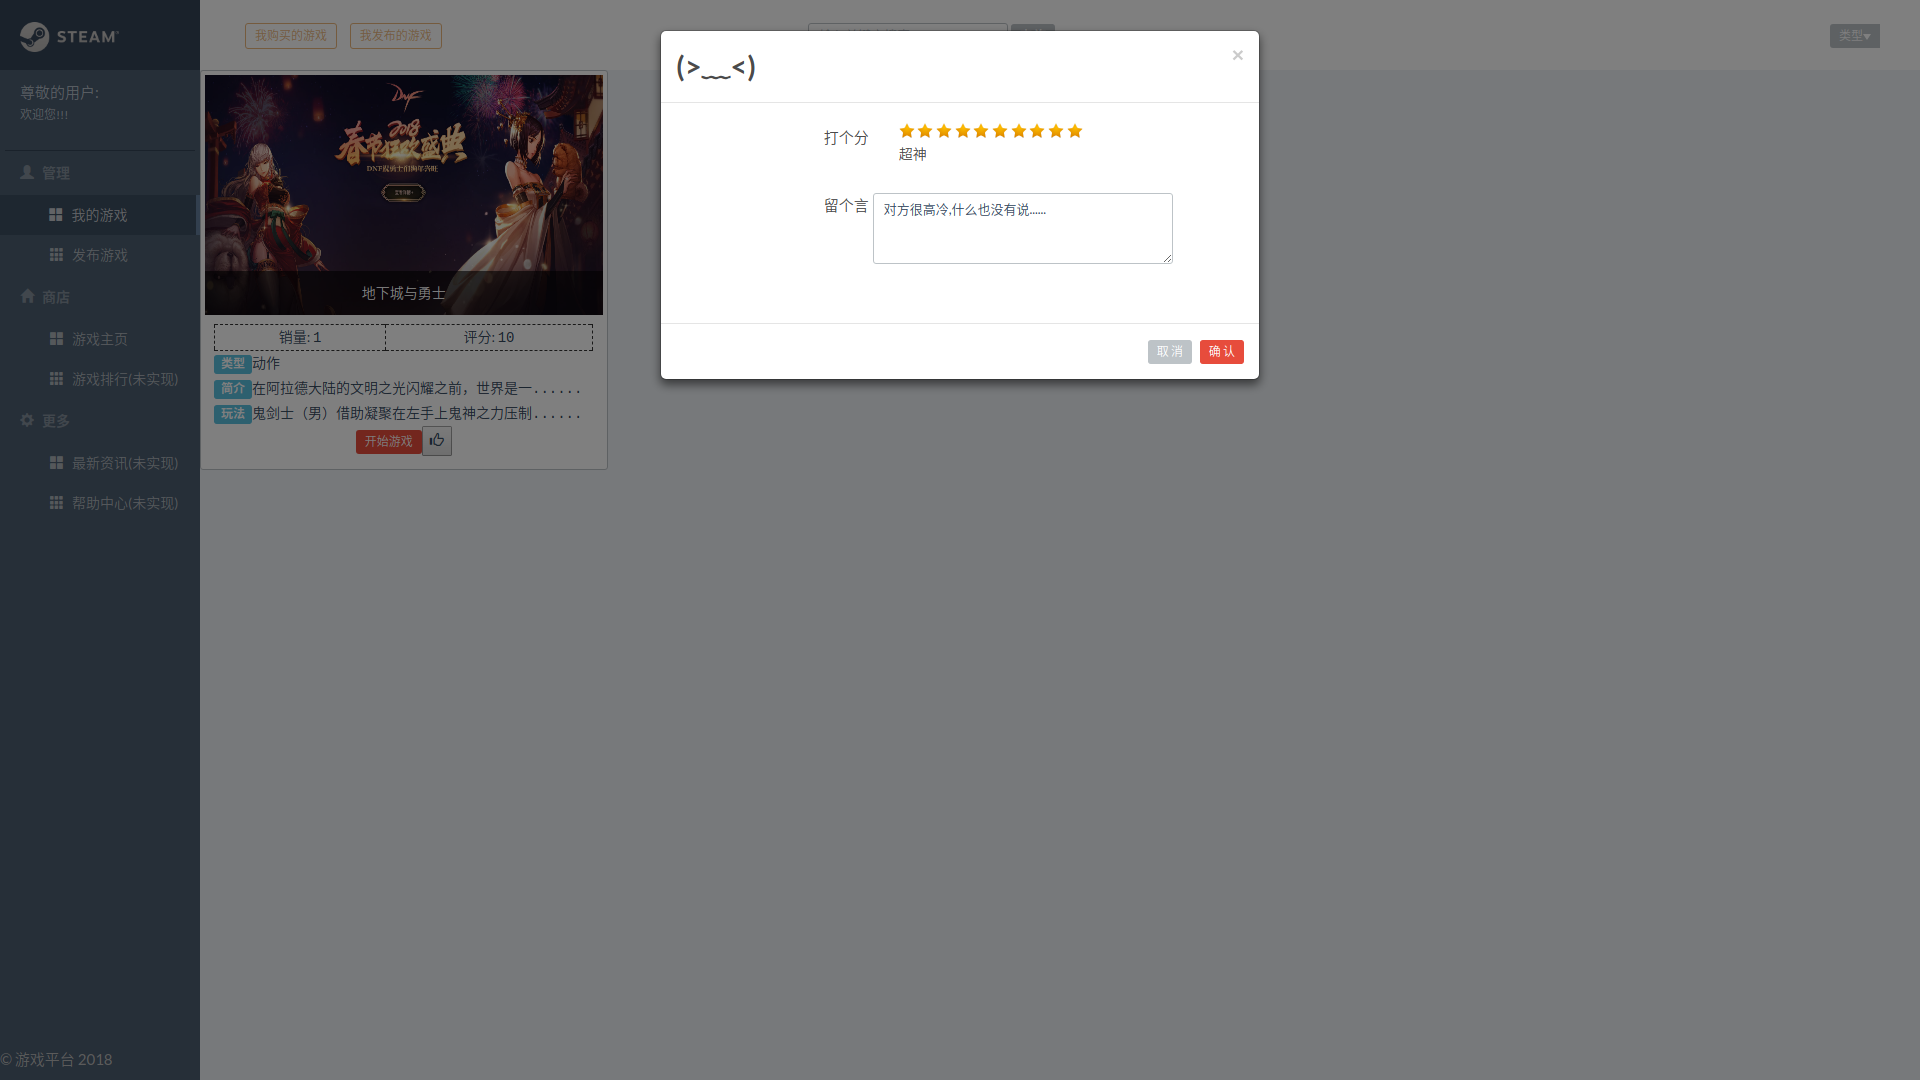 STEAM
我购买的游戏
我发布的游戏
类型
尊敬的用户:
欢迎您!!!
管理
我的游戏
发布游戏
商店
游戏主页
游戏排行(未实现)
更多
最新资讯(未实现)
帮助中心(未实现)
© 游戏平台 2018
DNF
2018
春节狂欢盛典
地下城与勇士
销量: 1
评分: 10
类型 动作
简介 在阿拉德大陆的文明之光闪耀之前，世界是一......
玩法 鬼剑士（男）借助凝聚在左手上鬼神之力压制......
开始游戏
(>﹏<)
×
打个分
超神
留个言
对方很高冷,什么也没有说......
取消
确认